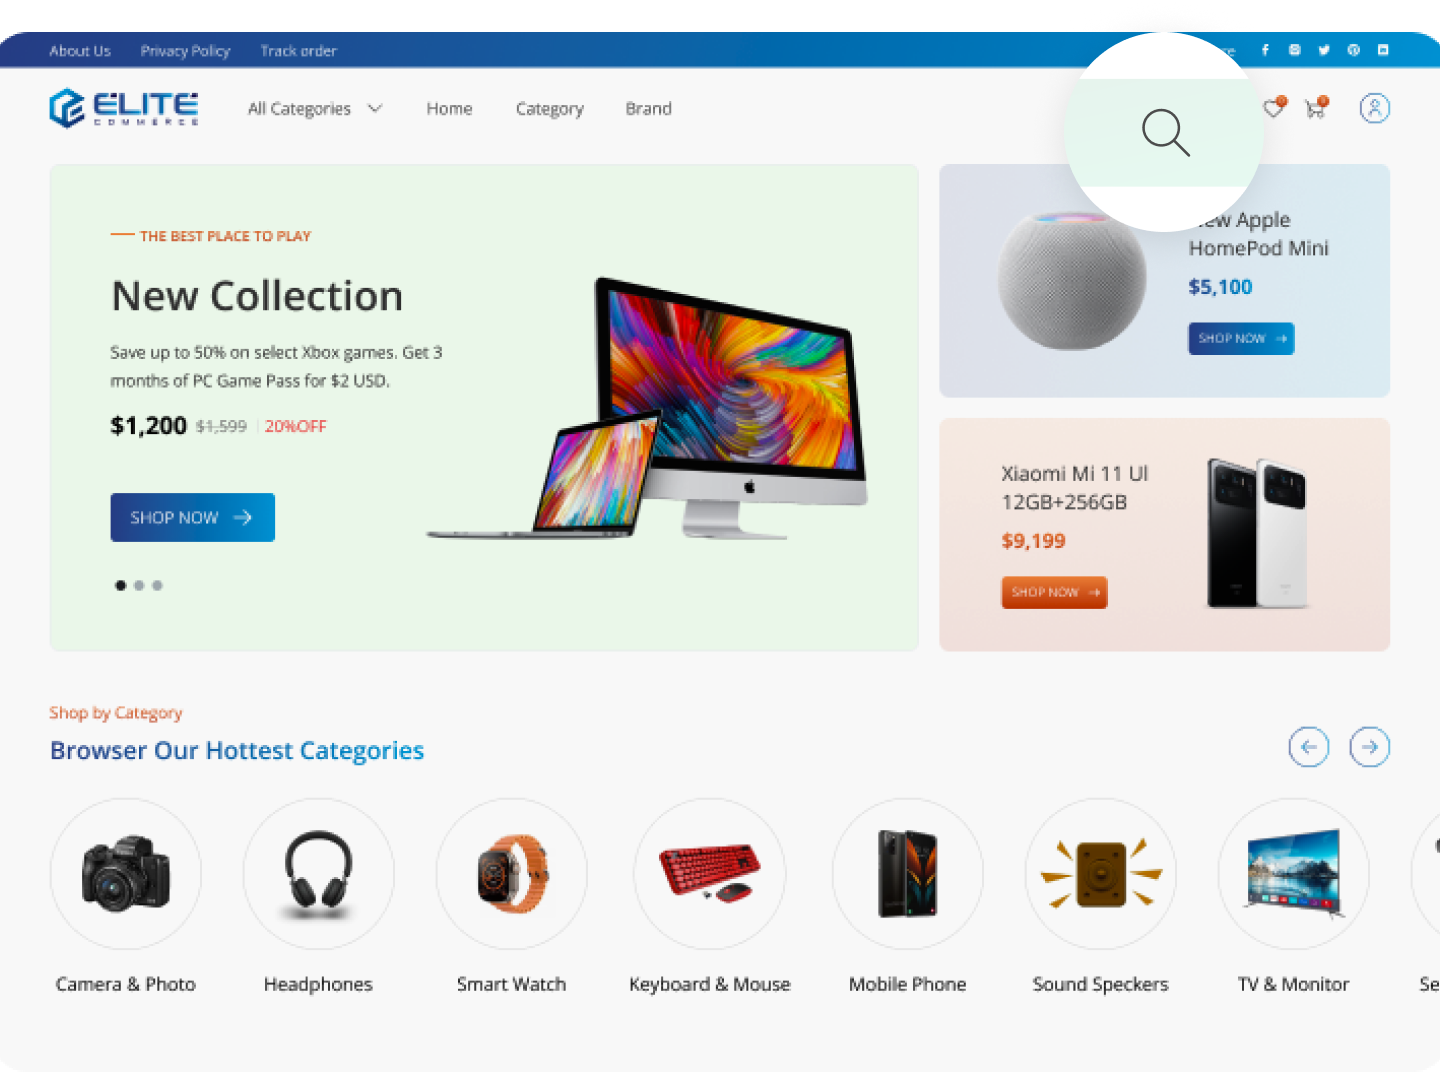 About Us Privacy Policy Track order
ELITE
COMMERCE
All Categories Home Category Brand
THE BEST PLACE TO PLAY
New Collection
Save up to 50% on select Xbox games. Get 3
months of PC Game Pass for $2 USD.
$1,200 $1,599 20%OFF
SHOP NOW
Apple
HomePod Mini
$5,100
SHOP NOW
Xiaomi Mi 11 Ul
12GB+256GB
$9,199
SHOP NOW
Shop by Category
Browser Our Hottest Categories
Camera & Photo
Headphones
Smart Watch
Keyboard & Mouse
Mobile Phone
Sound Speckers
TV & Monitor
Se